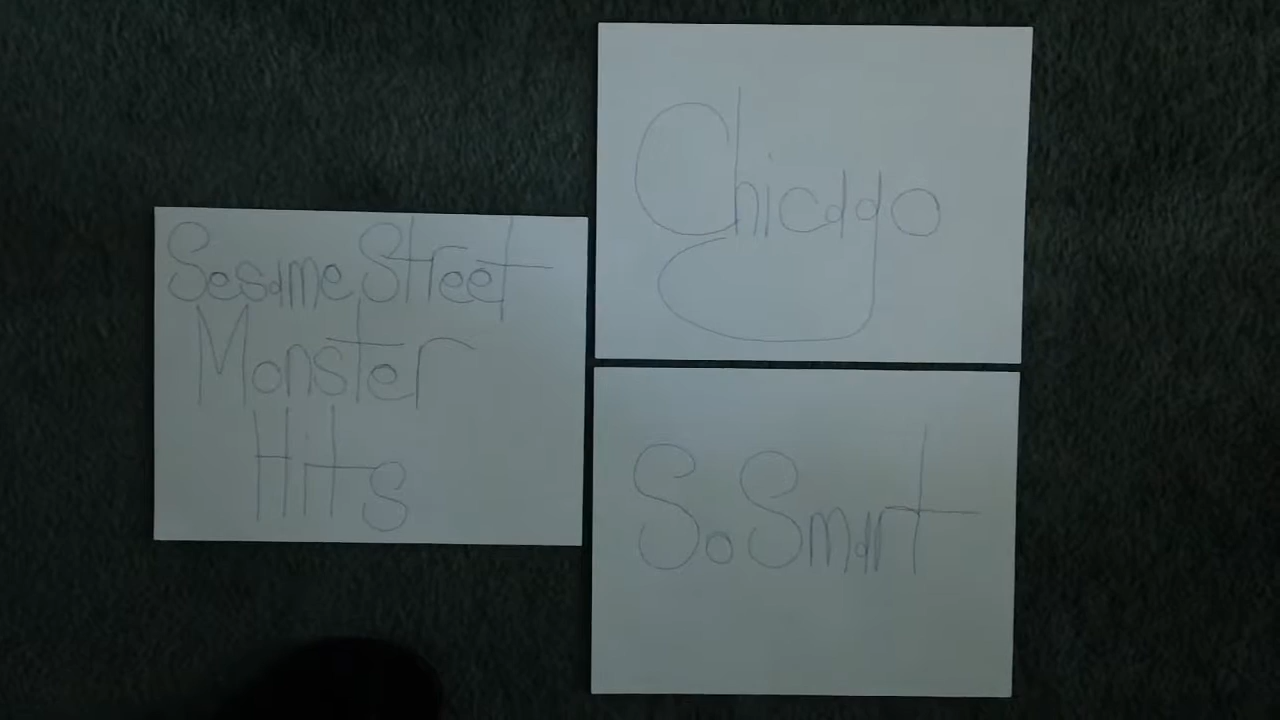 Sesame Street
Monster
Hits
Chicago
So Smart